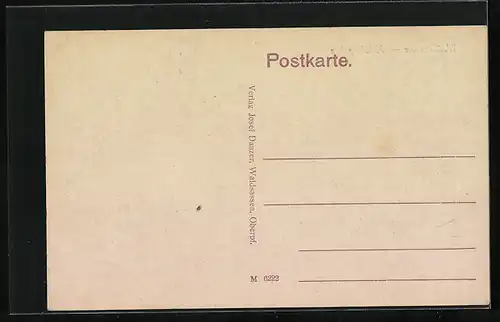 Postkarte.
Verlag Josef Danzer, Waldsassen, Oberpf.
M 6222